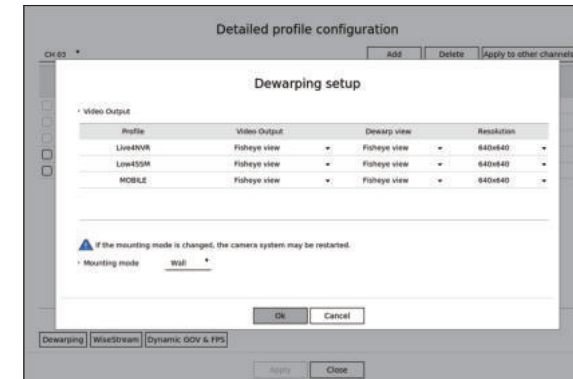 Detailed profile configuration
CH 03
Add Delete Apply to other channels
Dewarping setup
Video Output
Profile Video Output Dewarp view Resolution
Live4NVR Fisheye view Fisheye view 640x640
Low4SSM Fisheye view Fisheye view 640x640
MOBILE Fisheye view Fisheye view 640x640
If the mounting mode is changed, the camera system may be restarted.
Mounting mode Wall
Ok Cancel
Dewarping WiseStream Dynamic GOV & FPS
Apply Close